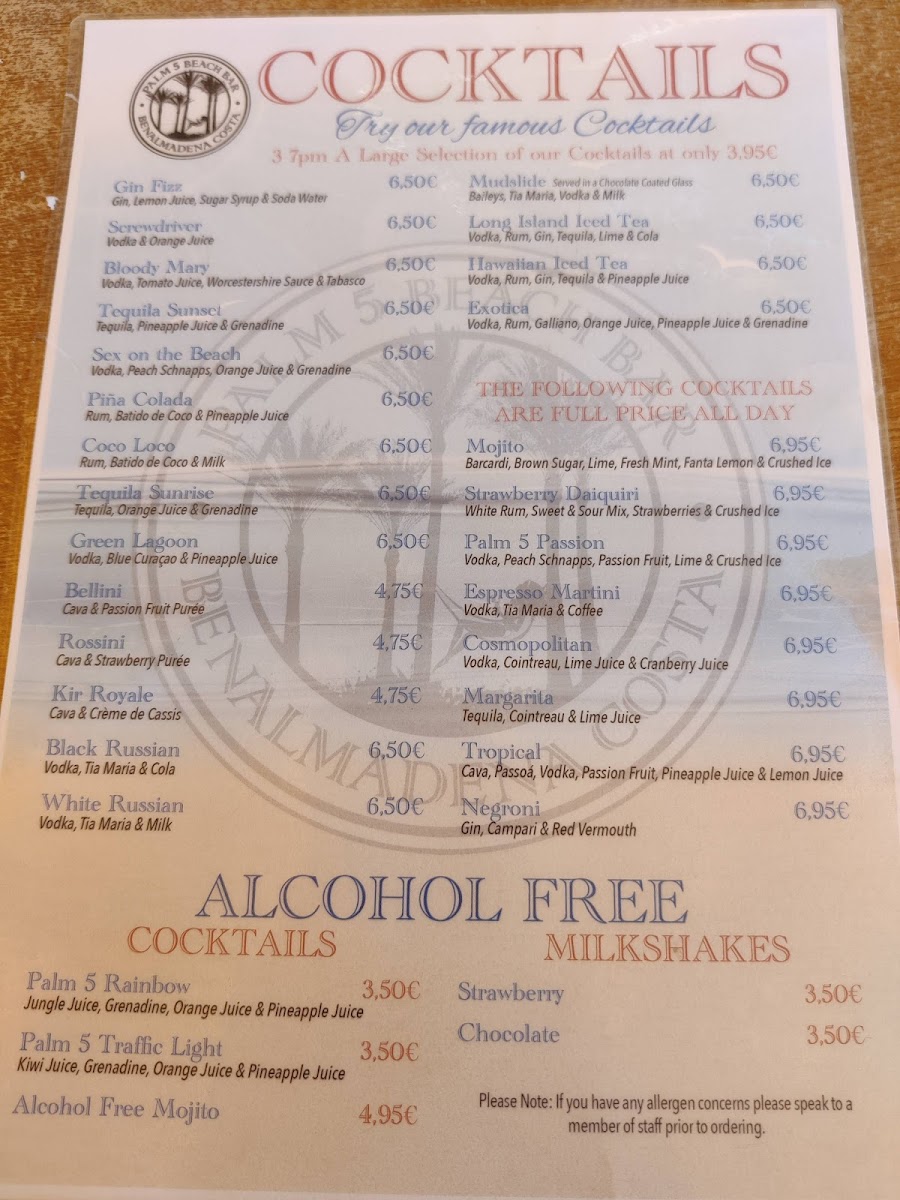 PALM 5 BEACH BAR
BENALMADENA COSTA
COCKTAILS
Try our famous Cocktails
3 7pm A Large Selection of our Cocktails at only 3,95€
Gin Fizz 6,50€
Gin, Lemon Juice, Sugar Syrup & Soda Water
Screwdriver 6,50€
Vodka & Orange Juice
Bloody Mary 6,50€
Vodka, Tomato Juice, Worcestershire Sauce & Tabasco
Tequila Sunset 6,50€
Tequila, Pineapple Juice & Grenadine
Sex on the Beach 6,50€
Vodka, Peach Schnapps, Orange Juice & Grenadine
Piña Colada 6,50€
Rum, Batido de Coco & Pineapple Juice
Coco Loco 6,50€
Rum, Batido de Coco & Milk
Tequila Sunrise 6,50€
Tequila, Orange Juice & Grenadine
Green Lagoon 6,50€
Vodka, Blue Curaçao & Pineapple Juice
Bellini 4,75€
Cava & Passion Fruit Purée
Rossini 4,75€
Cava & Strawberry Purée
Kir Royale 4,75€
Cava & Crème de Cassis
Black Russian 6,50€
Vodka, Tia Maria & Cola
White Russian 6,50€
Vodka, Tia Maria & Milk
Mudslide Served in a Chocolate Coated Glass 6,50€
Baileys, Tia Maria, Vodka & Milk
Long Island Iced Tea 6,50€
Vodka, Rum, Gin, Tequila, Lime & Cola
Hawaiian Iced Tea 6,50€
Vodka, Rum, Gin, Tequila & Pineapple Juice
Exotica 6,50€
Vodka, Rum, Galliano, Orange Juice, Pineapple Juice & Grenadine
THE FOLLOWING COCKTAILS
ARE FULL PRICE ALL DAY
Mojito 6,95€
Barcardi, Brown Sugar, Lime, Fresh Mint, Fanta Lemon & Crushed Ice
Strawberry Daiquiri 6,95€
White Rum, Sweet & Sour Mix, Strawberries & Crushed Ice
Palm 5 Passion 6,95€
Vodka, Peach Schnapps, Passion Fruit, Lime & Crushed Ice
Espresso Martini 6,95€
Vodka, Tia Maria & Coffee
Cosmopolitan 6,95€
Vodka, Cointreau, Lime Juice & Cranberry Juice
Margarita 6,95€
Tequila, Cointreau & Lime Juice
Tropical 6,95€
Cava, Passoá, Vodka, Passion Fruit, Pineapple Juice & Lemon Juice
Negroni 6,95€
Gin, Campari & Red Vermouth
PALM 5 BEACH BAR
BENALMADENA COSTA
ALCOHOL FREE
COCKTAILS
Palm 5 Rainbow 3,50€
Jungle Juice, Grenadine, Orange Juice & Pineapple Juice
Palm 5 Traffic Light 3,50€
Kiwi Juice, Grenadine, Orange Juice & Pineapple Juice
Alcohol Free Mojito 4,95€
MILKSHAKES
Strawberry 3,50€
Chocolate 3,50€
Please Note: If you have any allergen concerns please speak to a
member of staff prior to ordering.